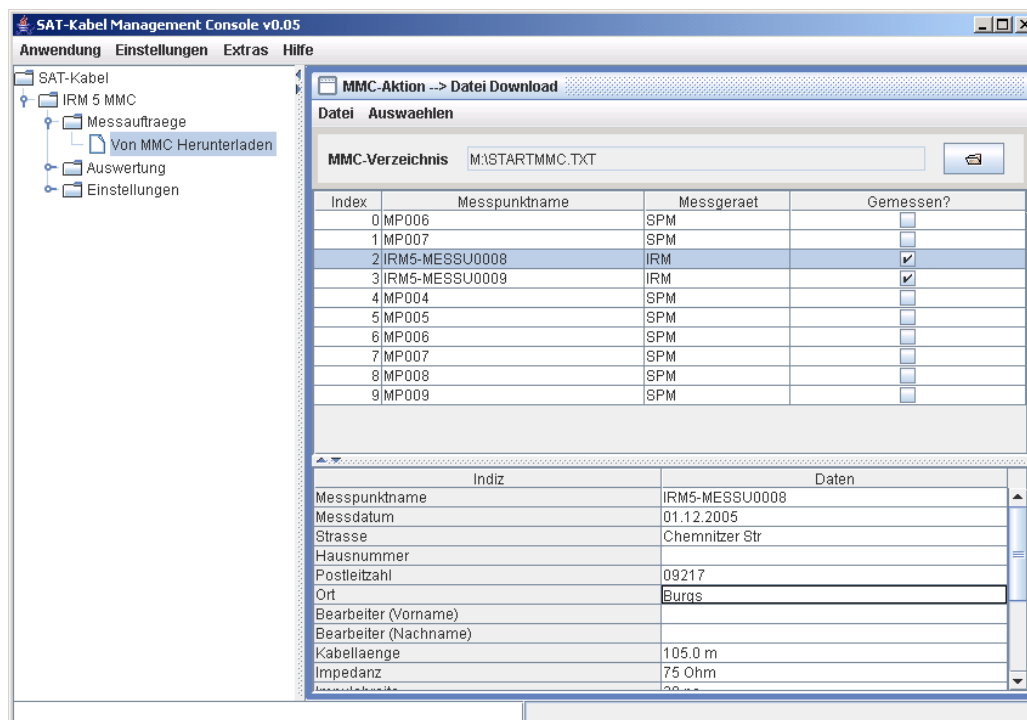 SAT-Kabel Management Console v0.05
Anwendung Einstellungen Extras Hilfe
SAT-Kabel
IRM 5 MMC
Messauftraege
Von MMC Herunterladen
Auswertung
Einstellungen
MMC-Aktion --> Datei Download
Datei Auswaehlen
MMC-Verzeichnis M:\STARTMMC.TXT
Index Messpunktname Messgeraet Gemessen?
0 MP006 SPM
1 MP007 SPM
2 IRM5-MESSU0008 IRM
3 IRM5-MESSU0009 IRM
4 MP004 SPM
5 MP005 SPM
6 MP006 SPM
7 MP007 SPM
8 MP008 SPM
9 MP009 SPM
Indiz Daten
Messpunktname IRM5-MESSU0008
Messdatum 01.12.2005
Strasse Chemnitzer Str
Hausnummer
Postleitzahl 09217
Ort Burgs
Bearbeiter (Vorname)
Bearbeiter (Nachname)
Kabellaenge 105.0 m
Impedanz 75 Ohm